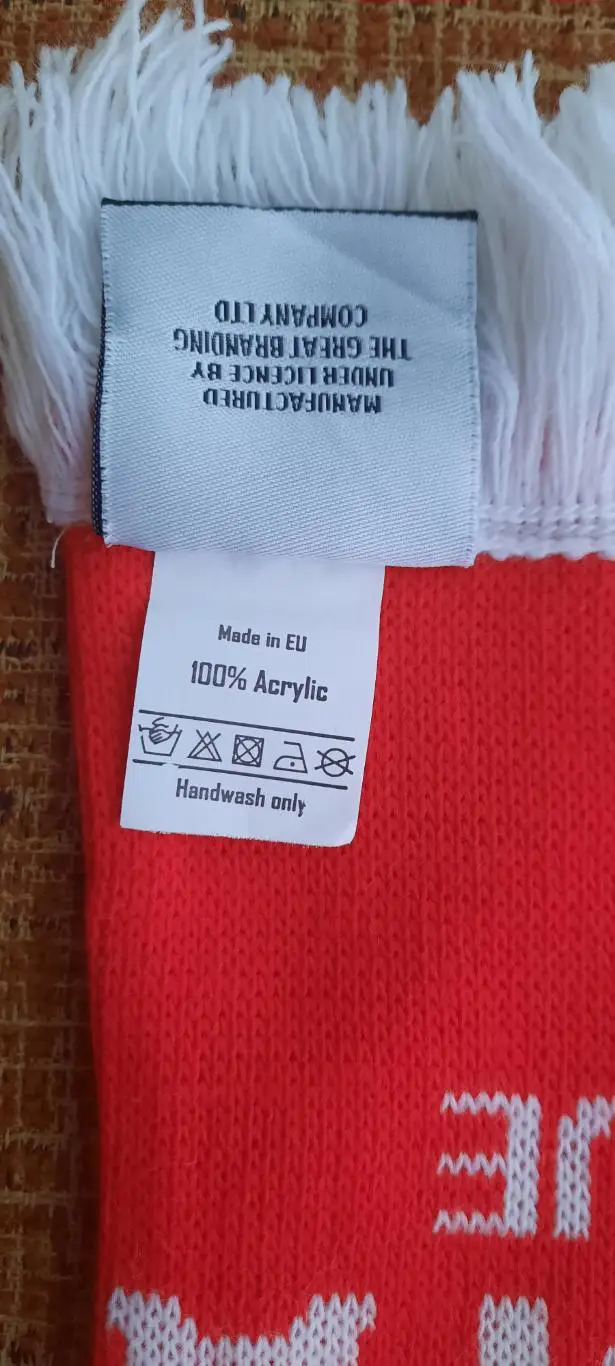 MANUFACTURED
UNDER LICENCE BY
THE GREAT BRANDING
COMPANY LTD
Made in EU
100% Acrylic
Handwash only